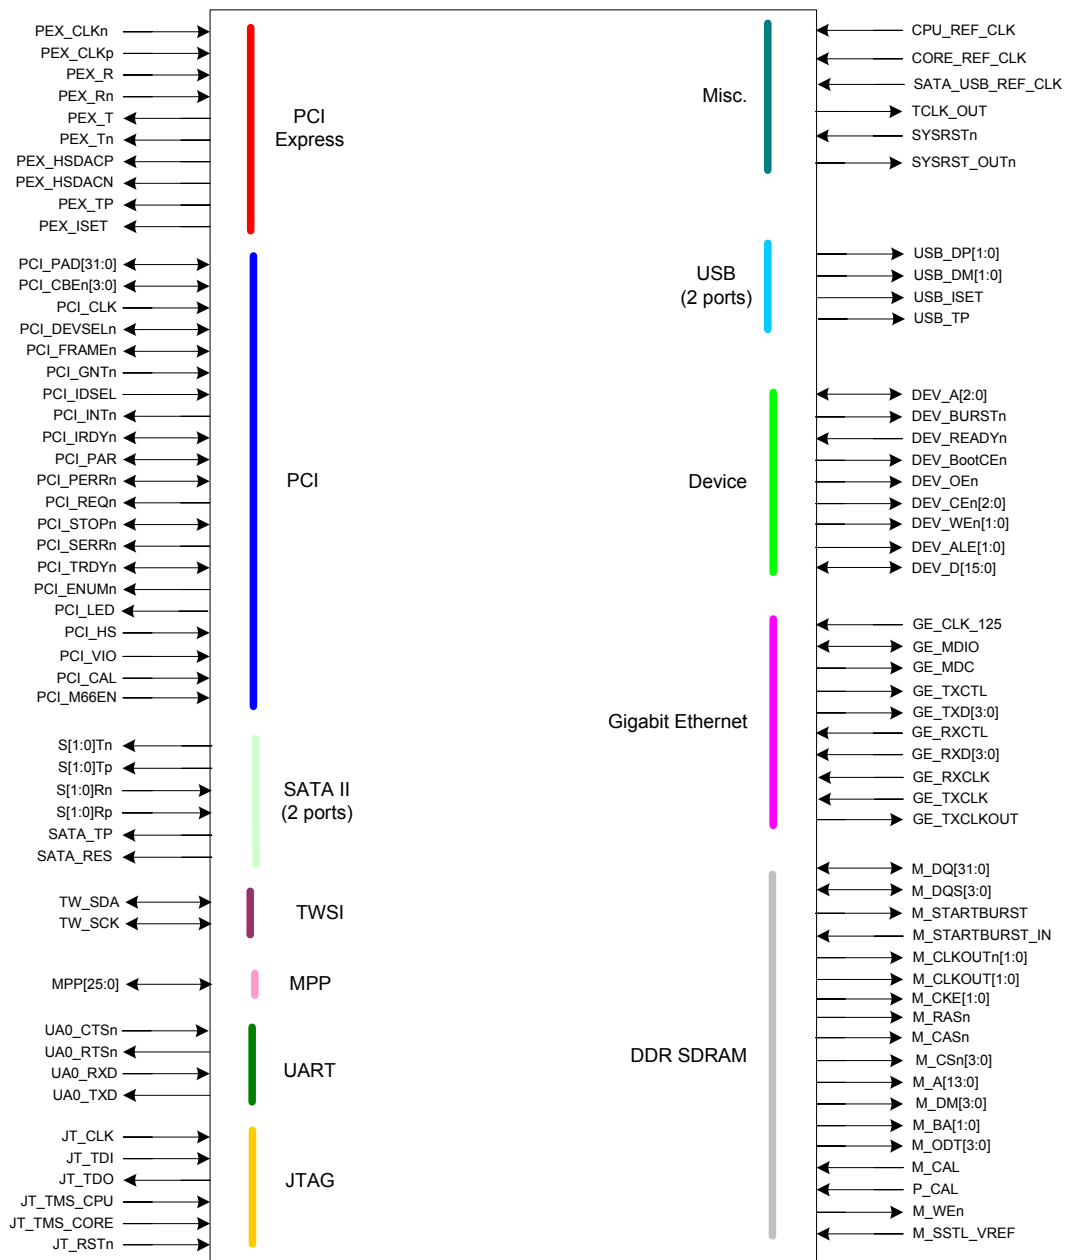 PEX_CLKn
PEX_CLKp
PEX_R
PEX_Rn
PEX_T
PEX_Tn
PEX_HSDACP
PEX_HSDACN
PEX_TP
PEX_ISET
PCI
Express
PCI_PAD[31:0]
PCI_CBEn[3:0]
PCI_CLK
PCI_DEVSELn
PCI_FRAMEn
PCI_GNTn
PCI_IDSEL
PCI_INTn
PCI_IRDYn
PCI_PAR
PCI_PERRn
PCI_REQn
PCI_STOPn
PCI_SERRn
PCI_TRDYn
PCI_ENUMn
PCI_LED
PCI_HS
PCI_VIO
PCI_CAL
PCI_M66EN
PCI
S[1:0]Tn
S[1:0]Tp
S[1:0]Rn
S[1:0]Rp
SATA_TP
SATA_RES
SATA II
(2 ports)
TW_SDA
TW_SCK
TWSI
MPP[25:0]
MPP
UA0_CTSn
UA0_RTSn
UA0_RXD
UA0_TXD
UART
JT_CLK
JT_TDI
JT_TDO
JT_TMS_CPU
JT_TMS_CORE
JT_RSTn
JTAG
Misc.
CPU_REF_CLK
CORE_REF_CLK
SATA_USB_REF_CLK
TCLK_OUT
SYSRSTn
SYSRST_OUTn
USB
(2 ports)
USB_DP[1:0]
USB_DM[1:0]
USB_ISET
USB_TP
Device
DEV_A[2:0]
DEV_BURSTn
DEV_READYn
DEV_BootCEn
DEV_OEn
DEV_CEn[2:0]
DEV_WEn[1:0]
DEV_ALE[1:0]
DEV_D[15:0]
Gigabit Ethernet
GE_CLK_125
GE_MDIO
GE_MDC
GE_TXCTL
GE_TXD[3:0]
GE_RXCTL
GE_RXD[3:0]
GE_RXCLK
GE_TXCLK
GE_TXCLKOUT
DDR SDRAM
M_DQ[31:0]
M_DQS[3:0]
M_STARTBURST
M_STARTBURST_IN
M_CLKOUTn[1:0]
M_CLKOUT[1:0]
M_CKE[1:0]
M_RASn
M_CASn
M_CSn[3:0]
M_A[13:0]
M_DM[3:0]
M_BA[1:0]
M_ODT[3:0]
M_CAL
P_CAL
M_WEn
M_SSTL_VREF